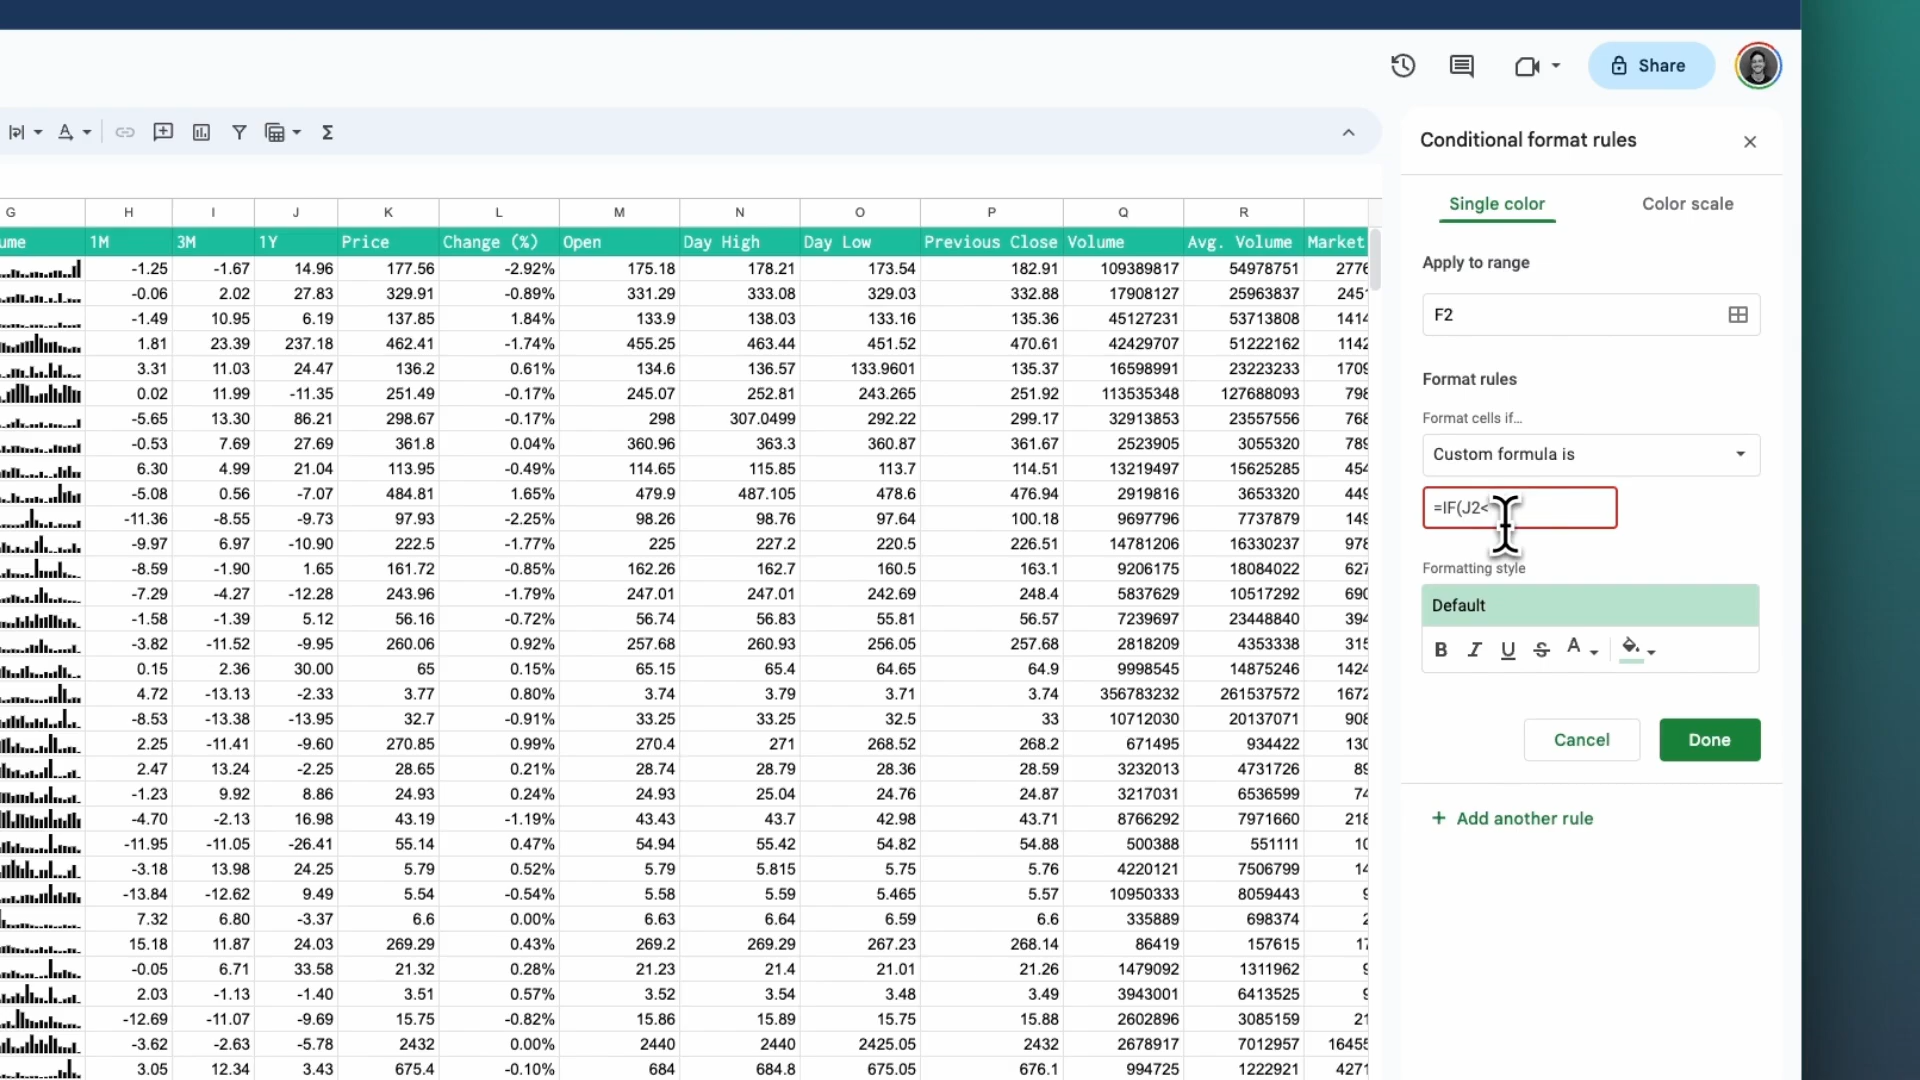 Share
Conditional format rules
Single color Color scale
Apply to range
F2
Format rules
Format cells if…
Custom formula is
=IF(J2<
Formatting style
Default
B I U S A
Cancel Done
+ Add another rule
G H I J K L M N O P Q R
ume 1M 3M 1Y Price Change (%) Open Day High Day Low Previous Close Volume Avg. Volume Market
-1.25 -1.67 14.96 177.56 -2.92% 175.18 178.21 173.54 182.91 109389817 54978751 2776
-0.06 2.02 27.83 329.91 -0.89% 331.29 333.08 329.03 332.88 17908127 25963837 2451
-1.49 10.95 6.19 137.85 1.84% 133.9 138.03 133.16 135.36 45127231 53713808 1414
1.81 23.39 237.18 462.41 -1.74% 455.25 463.44 451.52 470.61 42429707 51222162 1142
3.31 11.03 24.47 136.2 0.61% 134.6 136.57 133.9601 135.37 16598991 23223233 1709
0.02 11.99 -11.35 251.49 -0.17% 245.07 252.81 243.265 251.92 113535348 127688093 798
-5.65 13.30 86.21 298.67 -0.17% 298 307.0499 292.22 299.17 32913853 23557556 768
-0.53 7.69 27.69 361.8 0.04% 360.96 363.3 360.87 361.67 2523905 3055320 789
6.30 4.99 21.04 113.95 -0.49% 114.65 115.85 113.7 114.51 13219497 15625285 454
-5.08 0.56 -7.07 484.81 1.65% 479.9 487.105 478.6 476.94 2919816 3653320 449
-11.36 -8.55 -9.73 97.93 -2.25% 98.26 98.76 97.64 100.18 9697796 7737879 149
-9.97 6.97 -10.90 222.5 -1.77% 225 227.2 220.5 226.51 14781206 16330237 978
-8.59 -1.90 1.65 161.72 -0.85% 162.26 162.7 160.5 163.1 9206175 18084022 627
-7.29 -4.27 -12.28 243.96 -1.79% 247.01 247.01 242.69 248.4 5837629 10517292 690
-1.58 -1.39 5.12 56.16 -0.72% 56.74 56.83 55.81 56.57 7239697 23448840 394
-3.82 -11.52 -9.95 260.06 0.92% 257.68 260.93 256.05 257.68 2818209 4353338 315
0.15 2.36 30.00 65 0.15% 65.15 65.4 64.65 64.9 9998545 14875246 1424
4.72 -13.13 -2.33 3.77 0.80% 3.74 3.79 3.71 3.74 356783232 261537572 1672
-8.53 -13.38 -13.95 32.7 -0.91% 33.25 33.25 32.5 33 10712030 20137071 908
2.25 -11.41 -9.60 270.85 0.99% 270.4 271 268.52 268.2 671495 934422 130
2.47 13.24 -2.25 28.65 0.21% 28.74 28.79 28.36 28.59 3232013 4731726 89
-1.23 9.92 8.86 24.93 0.24% 24.93 25.04 24.76 24.87 3217031 6536599 74
-4.70 -2.13 16.98 43.19 -1.19% 43.43 43.7 42.98 43.71 8766292 7971660 218
-11.95 -11.05 -26.41 55.14 0.47% 54.94 55.42 54.82 54.88 500388 551111 10
-3.18 13.98 24.25 5.79 0.52% 5.79 5.815 5.75 5.76 4220121 7506799 14
-13.84 -12.62 9.49 5.54 -0.54% 5.58 5.59 5.465 5.57 10950333 8059443
7.32 6.80 -3.37 6.6 0.00% 6.63 6.64 6.59 6.6 335889 698374 2
15.18 11.87 24.03 269.29 0.43% 269.2 269.29 267.23 268.14 86419 157615 17
-0.05 6.71 33.58 21.32 0.28% 21.23 21.4 21.01 21.26 1479092 1311962
2.03 -1.13 -1.40 3.51 0.57% 3.52 3.54 3.48 3.49 3943001 6413525
-12.69 -11.07 -9.69 15.75 -0.82% 15.86 15.89 15.75 15.88 2602896 3085159 21
-3.62 -2.63 -5.78 2432 0.00% 2440 2440 2425.05 2432 2678917 7012957 16455
3.05 12.34 3.43 675.4 -0.10% 684 684.8 675.05 676.1 994725 1222921 4271